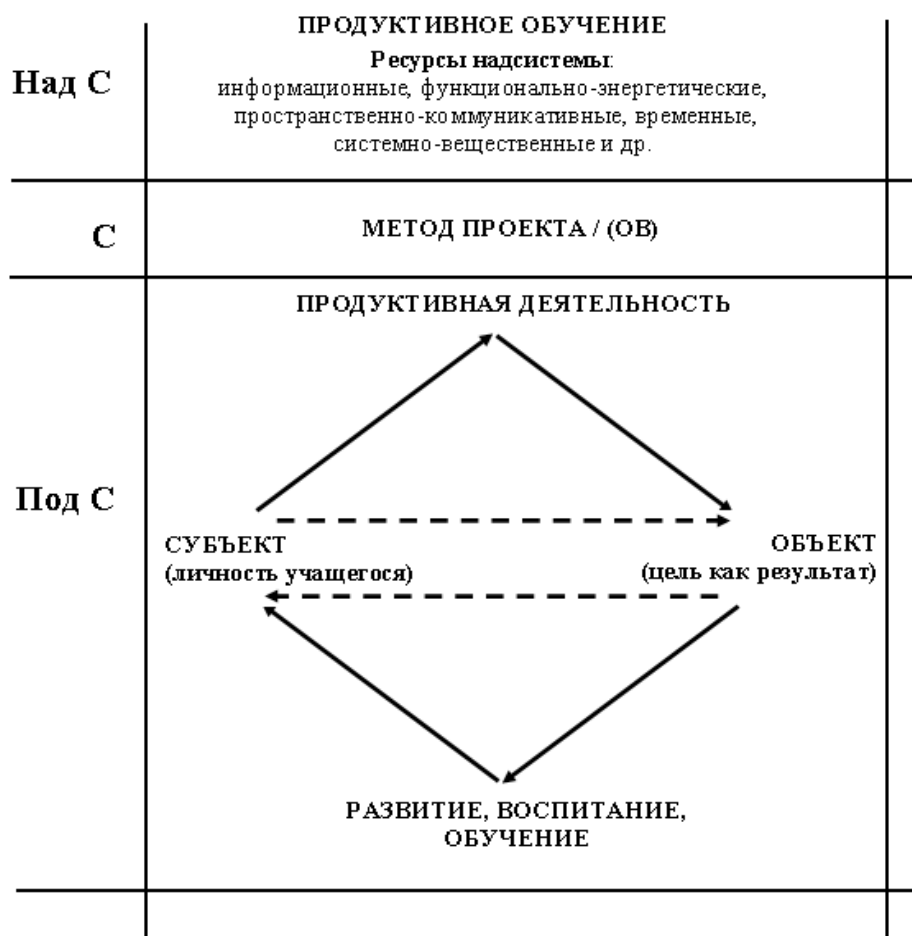 ПРОДУКТИВНОЕ ОБУЧЕНИЕ
Над С
Ресурсы надсистемы:
информационные, функционально-энергетические,
пространственно-коммуникативные, временные,
системно-вещественные и др.
С
МЕТОД ПРОЕКТА / (ОВ)
ПРОДУКТИВНАЯ ДЕЯТЕЛЬНОСТЬ
Под С
СУБЪЕКТ
(личность учащегося)
ОБЪЕКТ
(цель как результат)
РАЗВИТИЕ, ВОСПИТАНИЕ,
ОБУЧЕНИЕ